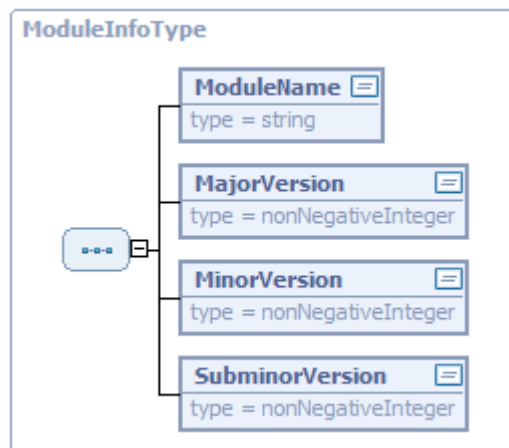 ModuleInfoType
ModuleName
type = string
MajorVersion
type = nonNegativeInteger
MinorVersion
type = nonNegativeInteger
SubminorVersion
type = nonNegativeInteger